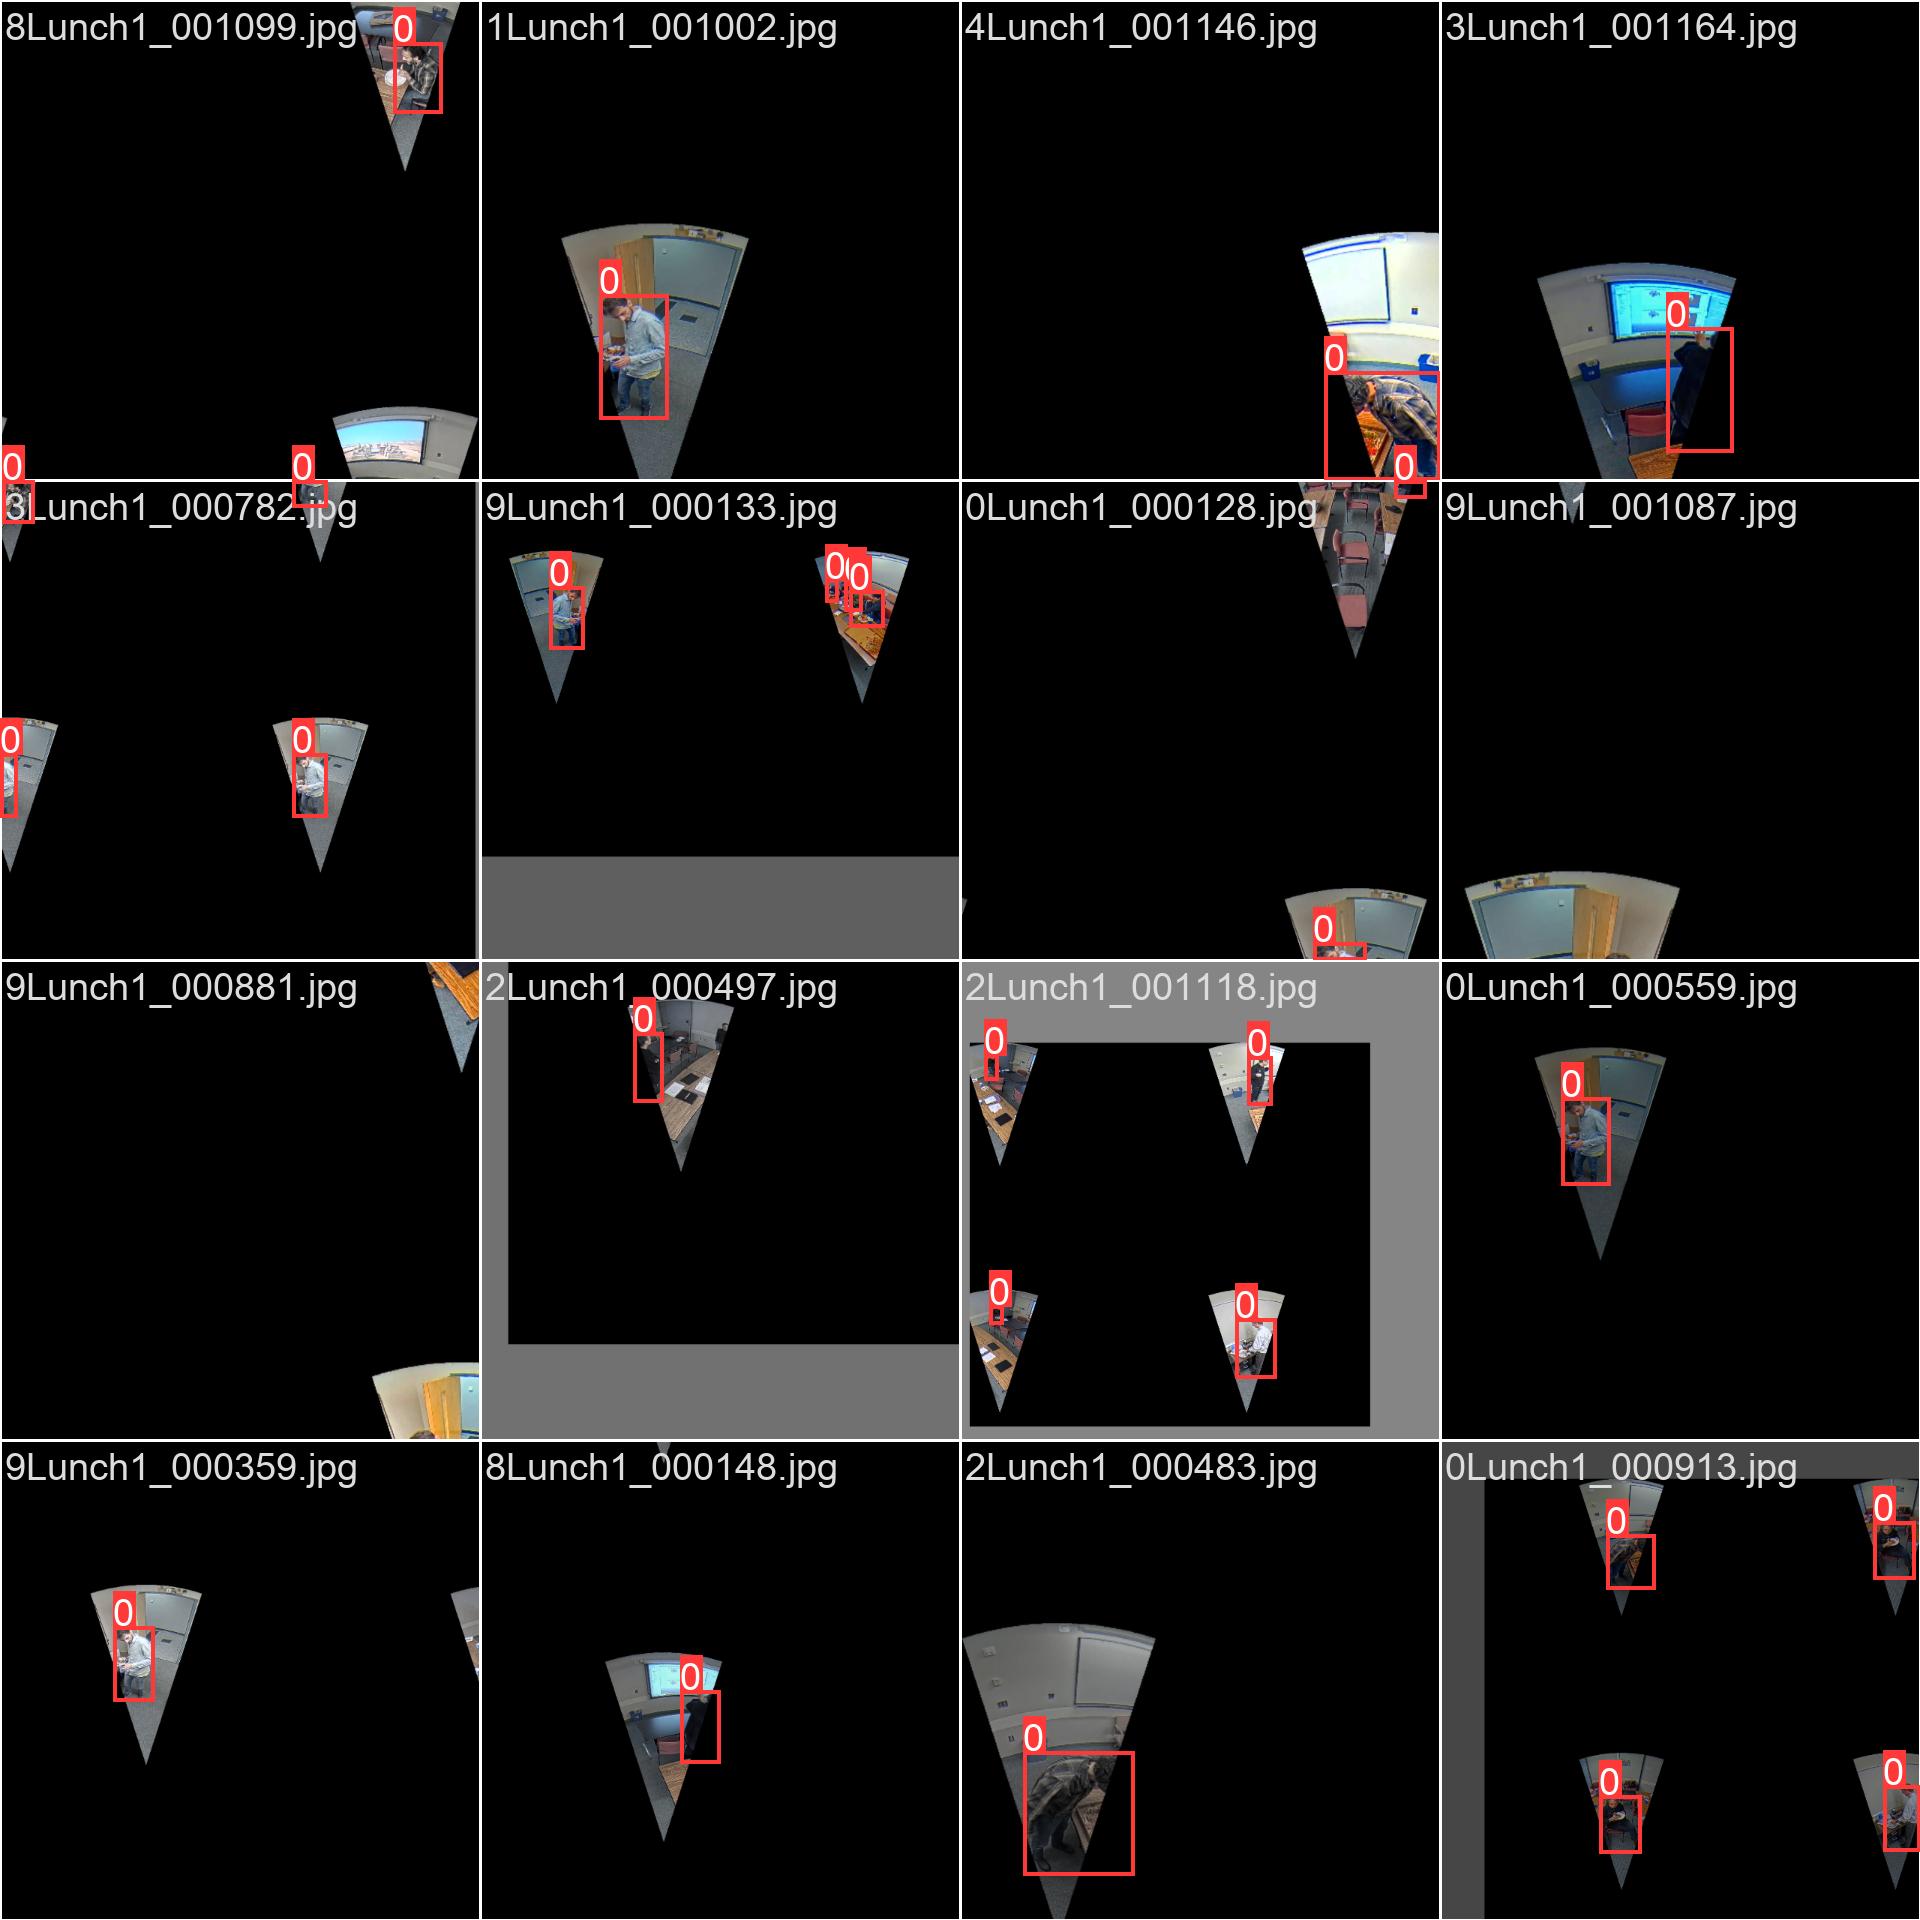 8Lunch1_001099.jpg
0
1Lunch1_001002.jpg
0
4Lunch1_001146.jpg
0
0
3Lunch1_001164.jpg
0
0
0
3Lunch1_000782.jpg
0
0
9Lunch1_000133.jpg
0
0
0
0Lunch1_000128.jpg
0
9Lunch1_001087.jpg
9Lunch1_000881.jpg
2Lunch1_000497.jpg
0
2Lunch1_001118.jpg
0
0
0
0
0Lunch1_000559.jpg
0
9Lunch1_000359.jpg
0
8Lunch1_000148.jpg
0
2Lunch1_000483.jpg
0
0Lunch1_000913.jpg
0
0
0
0